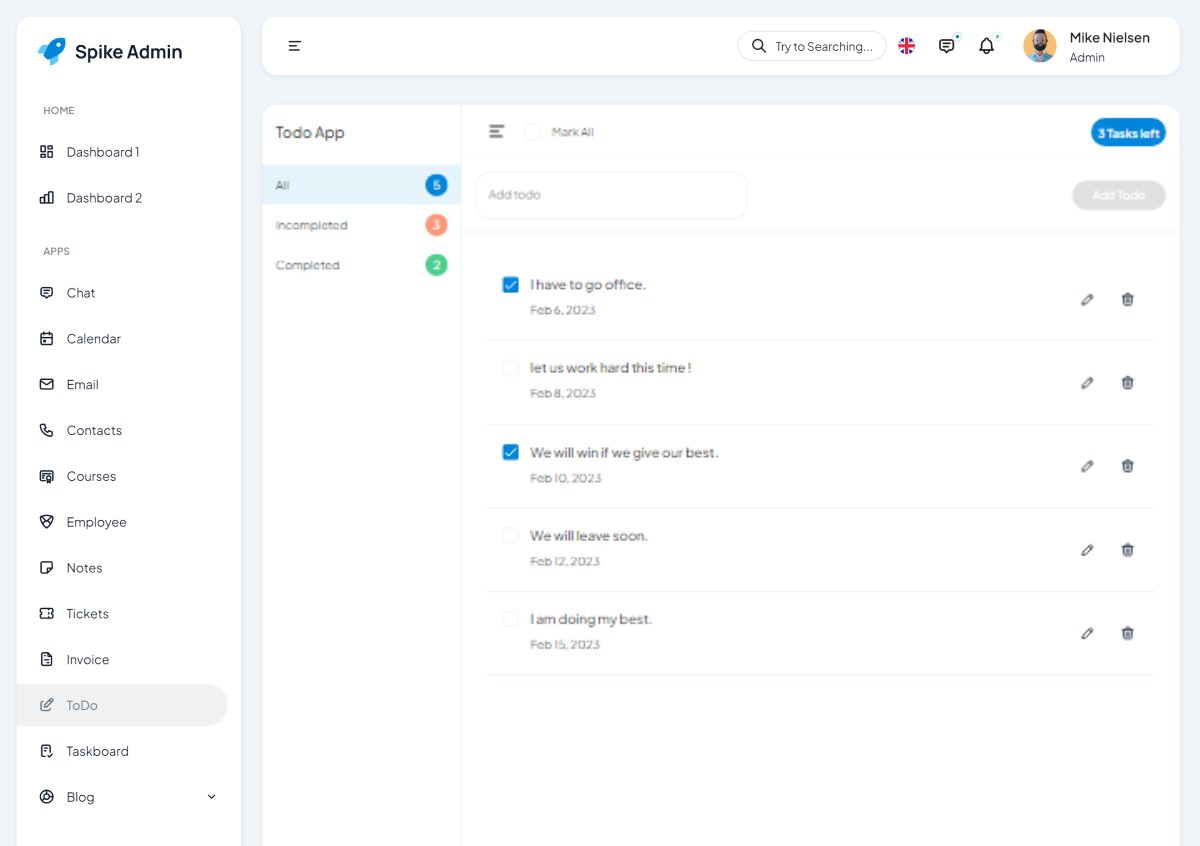 Spike Admin
HOME
Dashboard 1
Dashboard 2
APPS
Chat
Calendar
Email
Contacts
Courses
Employee
Notes
Tickets
Invoice
ToDo
Taskboard
Blog
Try to Searching...
Mike Nielsen
Admin
Todo App
All 5
Incompleted 3
Completed 2
Mark All
3 Tasks left
Add todo
Add Todo
I have to go office.
Feb 6, 2023
let us work hard this time !
Feb 8, 2023
We will win if we give our best.
Feb 10, 2023
We will leave soon.
Feb 12, 2023
I am doing my best.
Feb 15, 2023